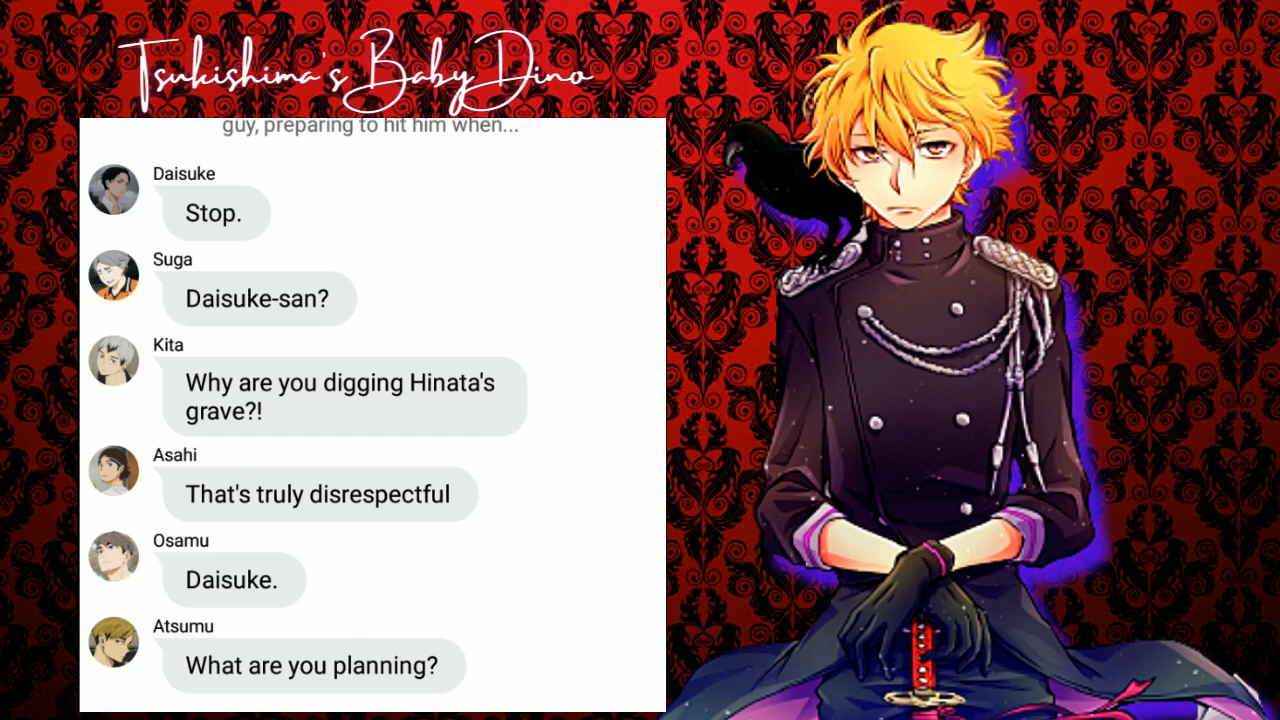 Tsukishima's Baby Dino
guy, preparing to hit him when...
Daisuke
Stop.
Suga
Daisuke-san?
Kita
Why are you digging Hinata's
grave?!
Asahi
That's truly disrespectful
Osamu
Daisuke.
Atsumu
What are you planning?